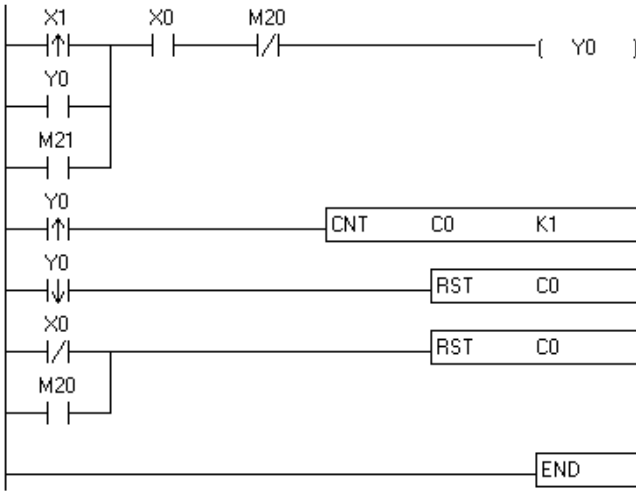 X1 X0 M20
( Y0 )
Y0
M21
Y0
CNT C0 K1
Y0
RST C0
X0
RST C0
M20
END